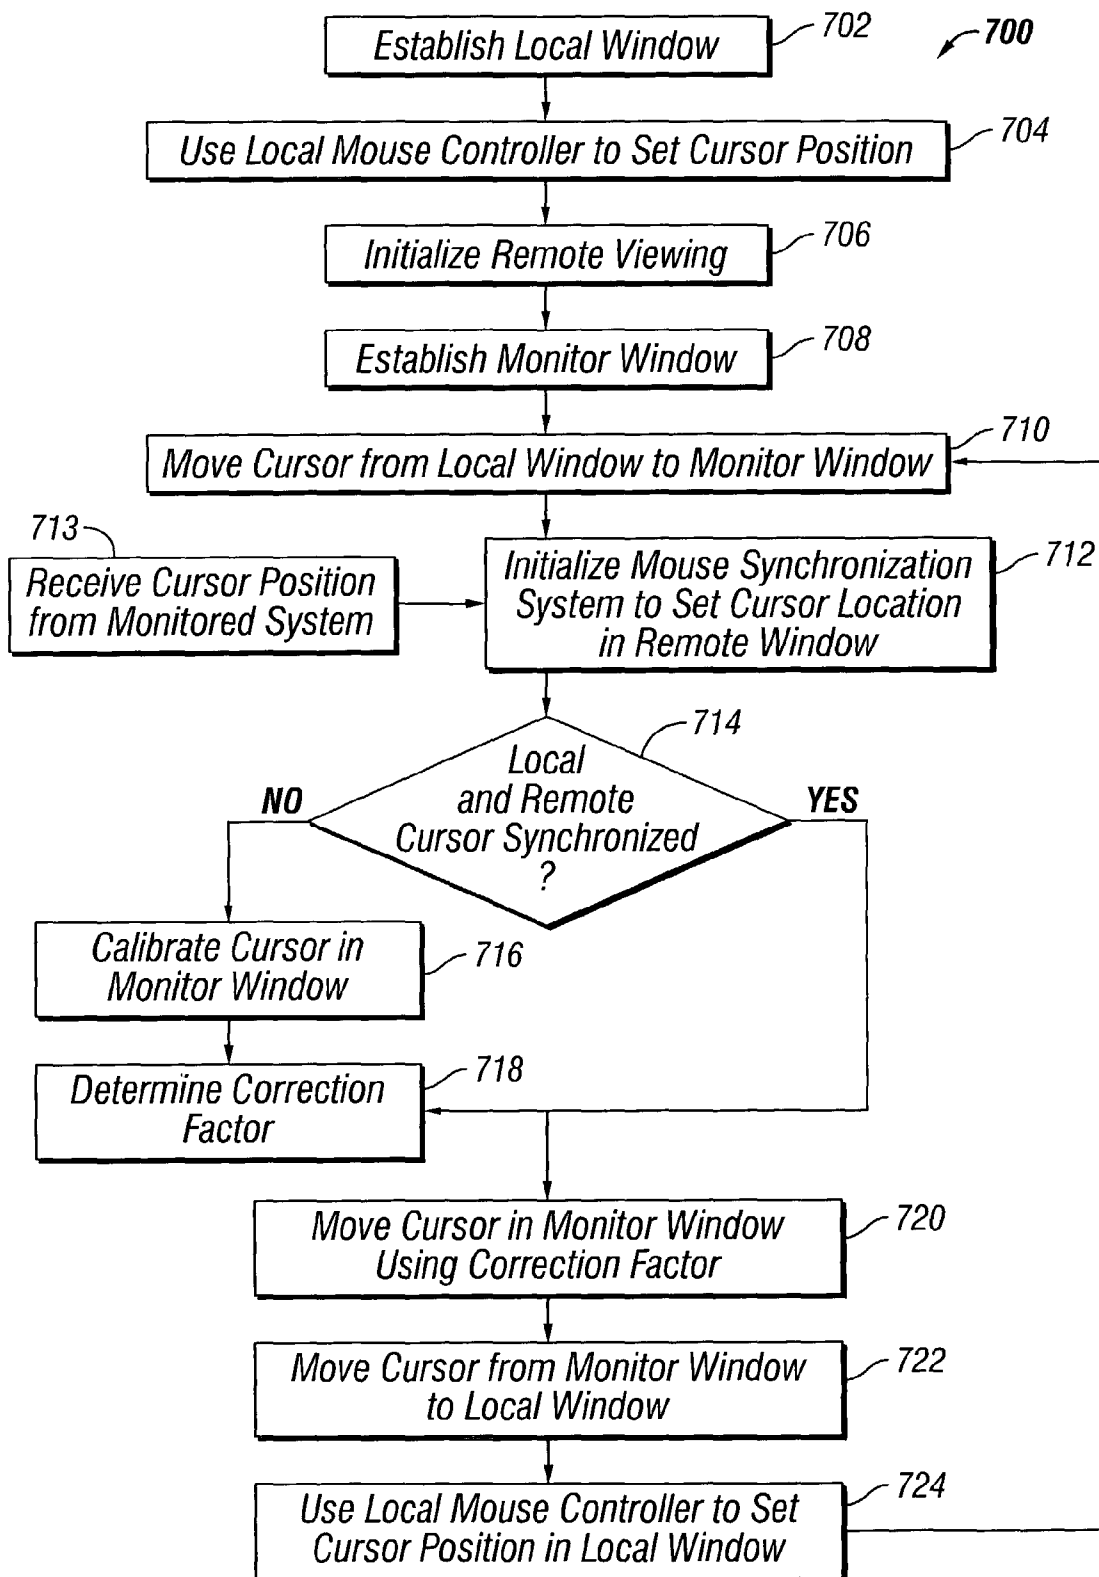 700
Establish Local Window
702
Use Local Mouse Controller to Set Cursor Position
704
Initialize Remote Viewing
706
Establish Monitor Window
708
Move Cursor from Local Window to Monitor Window
710
713
Receive Cursor Position
from Monitored System
Initialize Mouse Synchronization
System to Set Cursor Location
in Remote Window
712
714
Local
and Remote
Cursor Synchronized
?
NO
YES
Calibrate Cursor in
Monitor Window
716
Determine Correction
Factor
718
Move Cursor in Monitor Window
Using Correction Factor
720
Move Cursor from Monitor Window
to Local Window
722
Use Local Mouse Controller to Set
Cursor Position in Local Window
724